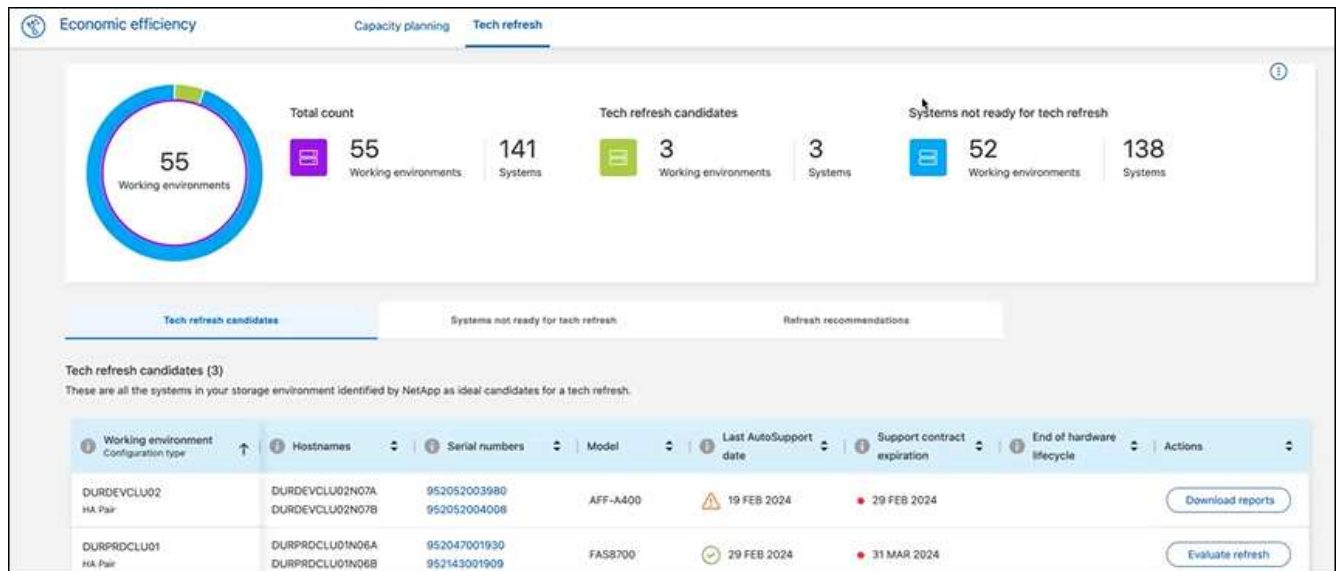 Economic efficiency
Capacity planning
Tech refresh
55
Working environments
Total count
55
Working environments
141
Systems
Tech refresh candidates
3
Working environments
3
Systems
Systems not ready for tech refresh
52
Working environments
138
Systems
Tech refresh candidates
Systems not ready for tech refresh
Refresh recommendations
Tech refresh candidates (3)
These are all the systems in your storage environment identified by NetApp as ideal candidates for a tech refresh.
Working environment
Configuration type
Hostnames
Serial numbers
Model
Last AutoSupport
date
Support contract
expiration
End of hardware
lifecycle
Actions
DURDEVCLU02
HA Pair
DURDEVCLU02N07A
DURDEVCLU02N07B
952052003980
952052004008
AFF-A400
19 FEB 2024
29 FEB 2024
Download reports
DURPRDCLU01
HA Pair
DURPRDCLU01N06A
DURPRDCLU01N06B
952047001930
952143001909
FAS8700
29 FEB 2024
31 MAR 2024
Evaluate refresh